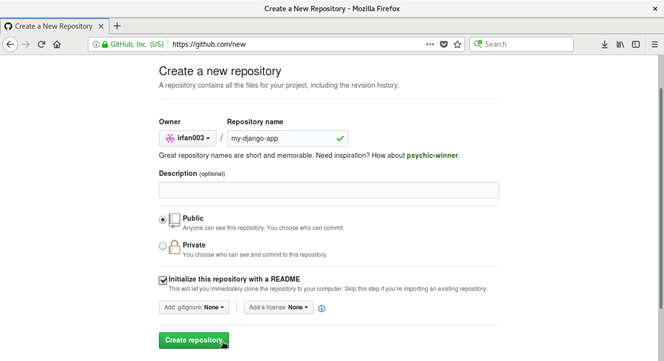 Create a New Repository - Mozilla Firefox
Create a New Repository
GitHub, Inc. (US) https://github.com/new Search
Create a new repository
A repository contains all the files for your project, including the revision history.
Owner Repository name
irfan003 / my-django-app
Great repository names are short and memorable. Need inspiration? How about psychic-winner.
Description (optional)
Public
Anyone can see this repository. You choose who can commit.
Private
You choose who can see and commit to this repository.
Initialize this repository with a README
This will let you immediately clone the repository to your computer. Skip this step if you're importing an existing repository.
Add .gitignore: None Add a license: None
Create repository